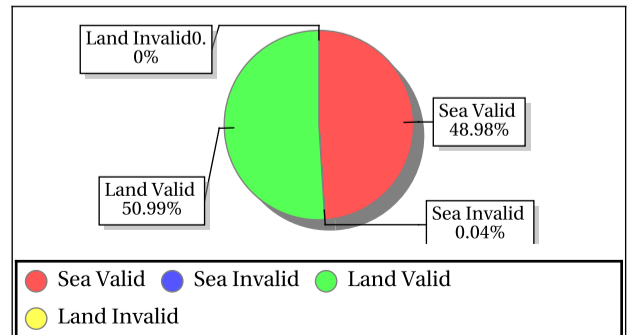 Land Invalid0.
0%
Sea Valid
48.98%
Land Valid
50.99%
Sea Invalid
0.04%
Sea Valid Sea Invalid Land Valid
Land Invalid